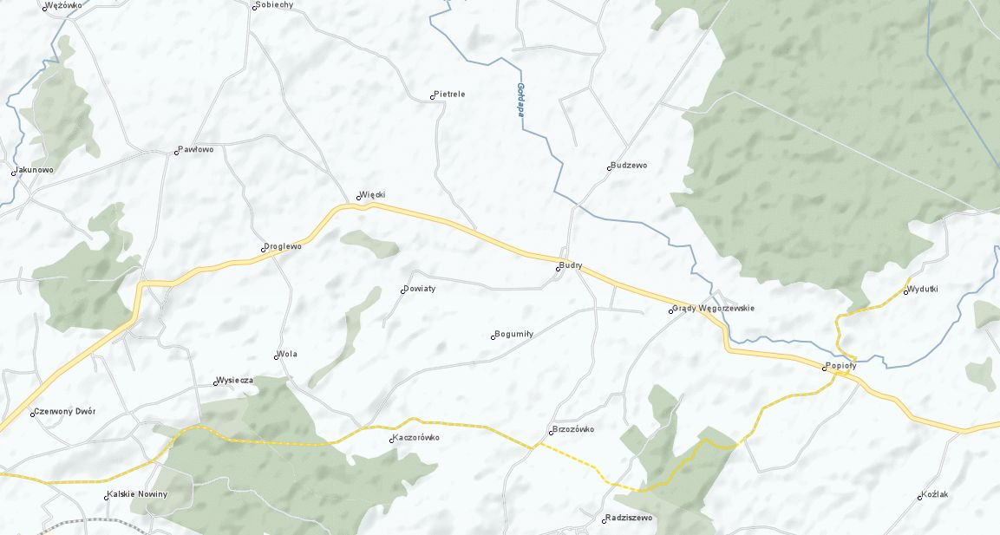 Wężówko
Sobiechy
Pietrele
Gołdapa
Pawłowo
Jakunowo
Budzewo
Więcki
Droglewo
Budry
Dowiaty
Wydutki
Grądy Węgorzewskie
Bogumiły
Wola
Popioły
Wysiecza
Czerwony Dwór
Brzozówko
Kaczorówko
Kalskie Nowiny
Koźlak
Radziszewo